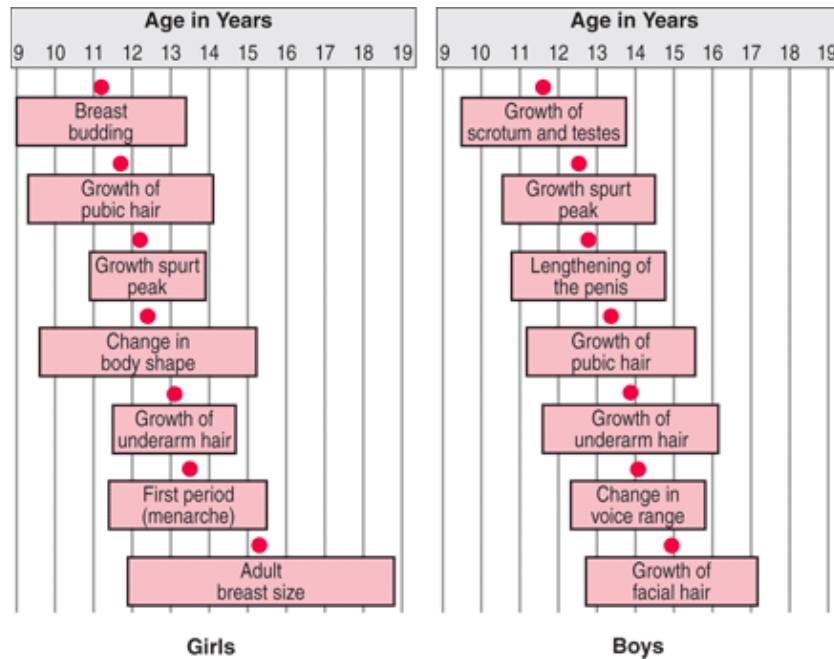 Age in Years
9 10 11 12 13 14 15 16 17 18 19
Breast
budding
Growth of
pubic hair
Growth spurt
peak
Change in
body shape
Growth of
underarm hair
First period
(menarche)
Adult
breast size
Girls
Age in Years
9 10 11 12 13 14 15 16 17 18 19
Growth of
scrotum and testes
Growth spurt
peak
Lengthening of
the penis
Growth of
pubic hair
Growth of
underarm hair
Change in
voice range
Growth of
facial hair
Boys